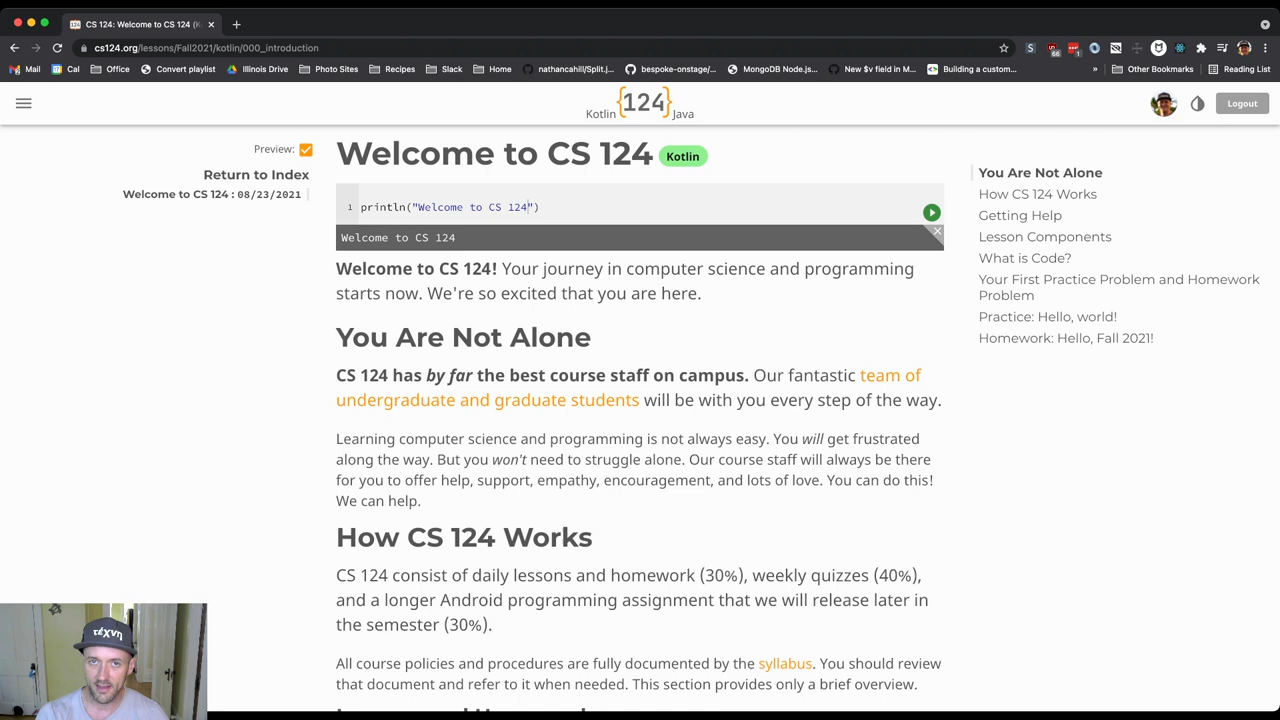 CS 124: Welcome to CS 124 (K
cs124.org/lessons/Fall2021/kotlin/000_introduction
Mail Cal Office Convert playlist Illinois Drive Photo Sites Recipes Slack Home nathancahill/Split.j... bespoke-onstage/... MongoDB Node.js... New $v field in M... Building a custom... » Other Bookmarks Reading List
Kotlin {124} Java
Logout
Preview:
Return to Index
Welcome to CS 124 : 08/23/2021
Welcome to CS 124 Kotlin
1 println("Welcome to CS 124")
Welcome to CS 124
Welcome to CS 124! Your journey in computer science and programming
starts now. We're so excited that you are here.
You Are Not Alone
CS 124 has by far the best course staff on campus. Our fantastic team of
undergraduate and graduate students will be with you every step of the way.
Learning computer science and programming is not always easy. You will get frustrated
along the way. But you won't need to struggle alone. Our course staff will always be there
for you to offer help, support, empathy, encouragement, and lots of love. You can do this!
We can help.
How CS 124 Works
CS 124 consist of daily lessons and homework (30%), weekly quizzes (40%),
and a longer Android programming assignment that we will release later in
the semester (30%).
All course policies and procedures are fully documented by the syllabus. You should review
that document and refer to it when needed. This section provides only a brief overview.
You Are Not Alone
How CS 124 Works
Getting Help
Lesson Components
What is Code?
Your First Practice Problem and Homework
Problem
Practice: Hello, world!
Homework: Hello, Fall 2021!
τέχνη